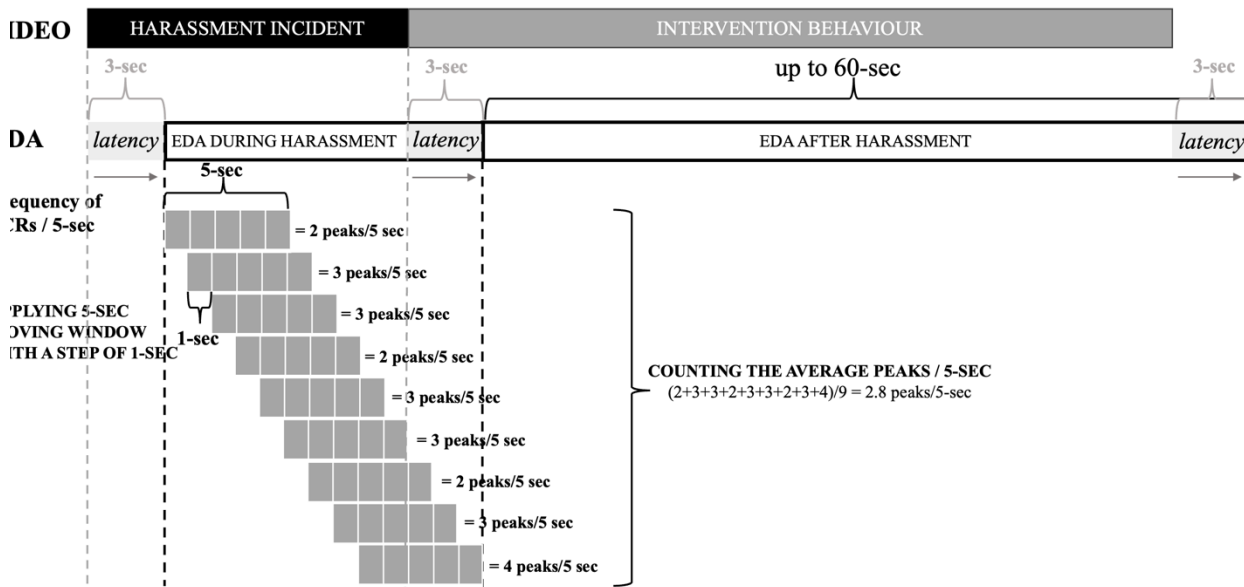 IDEO HARASSMENT INCIDENT INTERVENTION BEHAVIOUR
3-sec 3-sec up to 60-sec 3-sec
DA latency EDA DURING HARASSMENT latency EDA AFTER HARASSMENT latency
5-sec
equency of
CRs / 5-sec
= 2 peaks/5 sec
= 3 peaks/5 sec
PPLYING 5-SEC
OVING WINDOW
ITH A STEP OF 1-SEC
1-sec
= 3 peaks/5 sec
= 2 peaks/5 sec
= 3 peaks/5 sec
= 3 peaks/5 sec
= 2 peaks/5 sec
= 3 peaks/5 sec
= 4 peaks/5 sec
COUNTING THE AVERAGE PEAKS / 5-SEC
(2+3+3+2+3+3+2+3+4)/9 = 2.8 peaks/5-sec